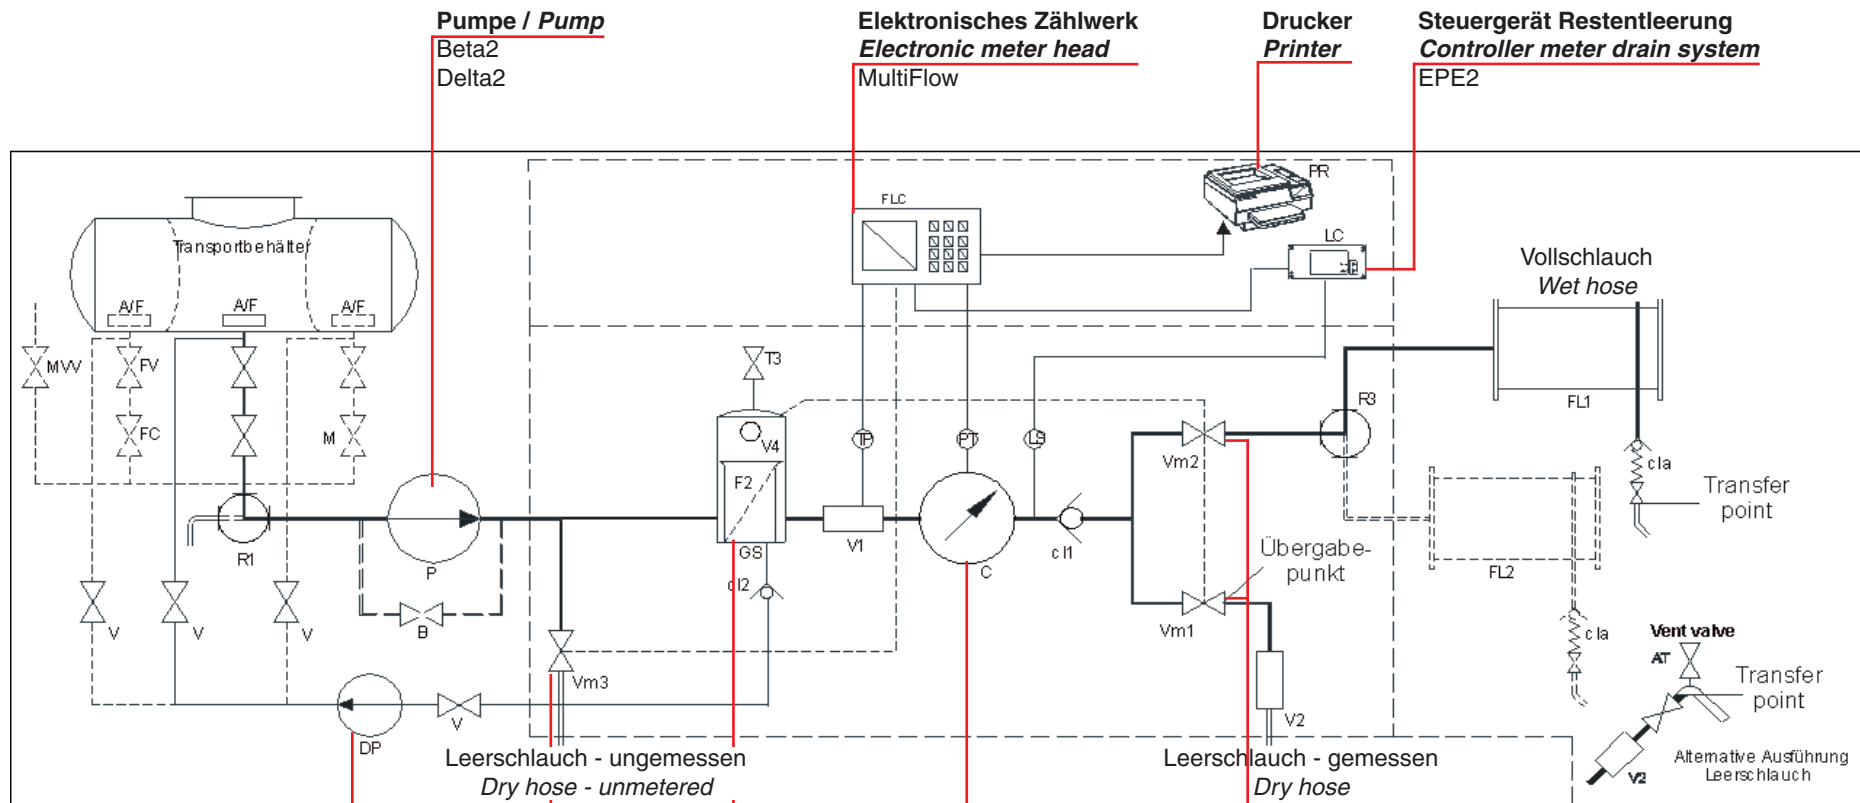 Pumpe / Pump
Beta2
Delta2
Elektronisches Zählwerk
Electronic meter head
MultiFlow
Drucker
Printer
Steuergerät Restentleerung
Controller meter drain system
EPE2
PR
FLC
LC
Transportbehälter
A/F
A/F
A/F
Vollschlauch
Wet hose
MVV
FV
FC
M
T3
V4
F2
GS
TP
PT
LS
Vm2
R3
FL1
cla
Transfer
point
R1
P
B
V1
C
cl1
cl2
Übergabe-
punkt
Vm1
FL2
cla
V
V
V
V
Vm3
DP
V2
Vent valve
AT
Transfer
point
V2
Alternative Ausführung
Leerschlauch
Leerschlauch - ungemessen
Dry hose - unmetered
Leerschlauch - gemessen
Dry hose